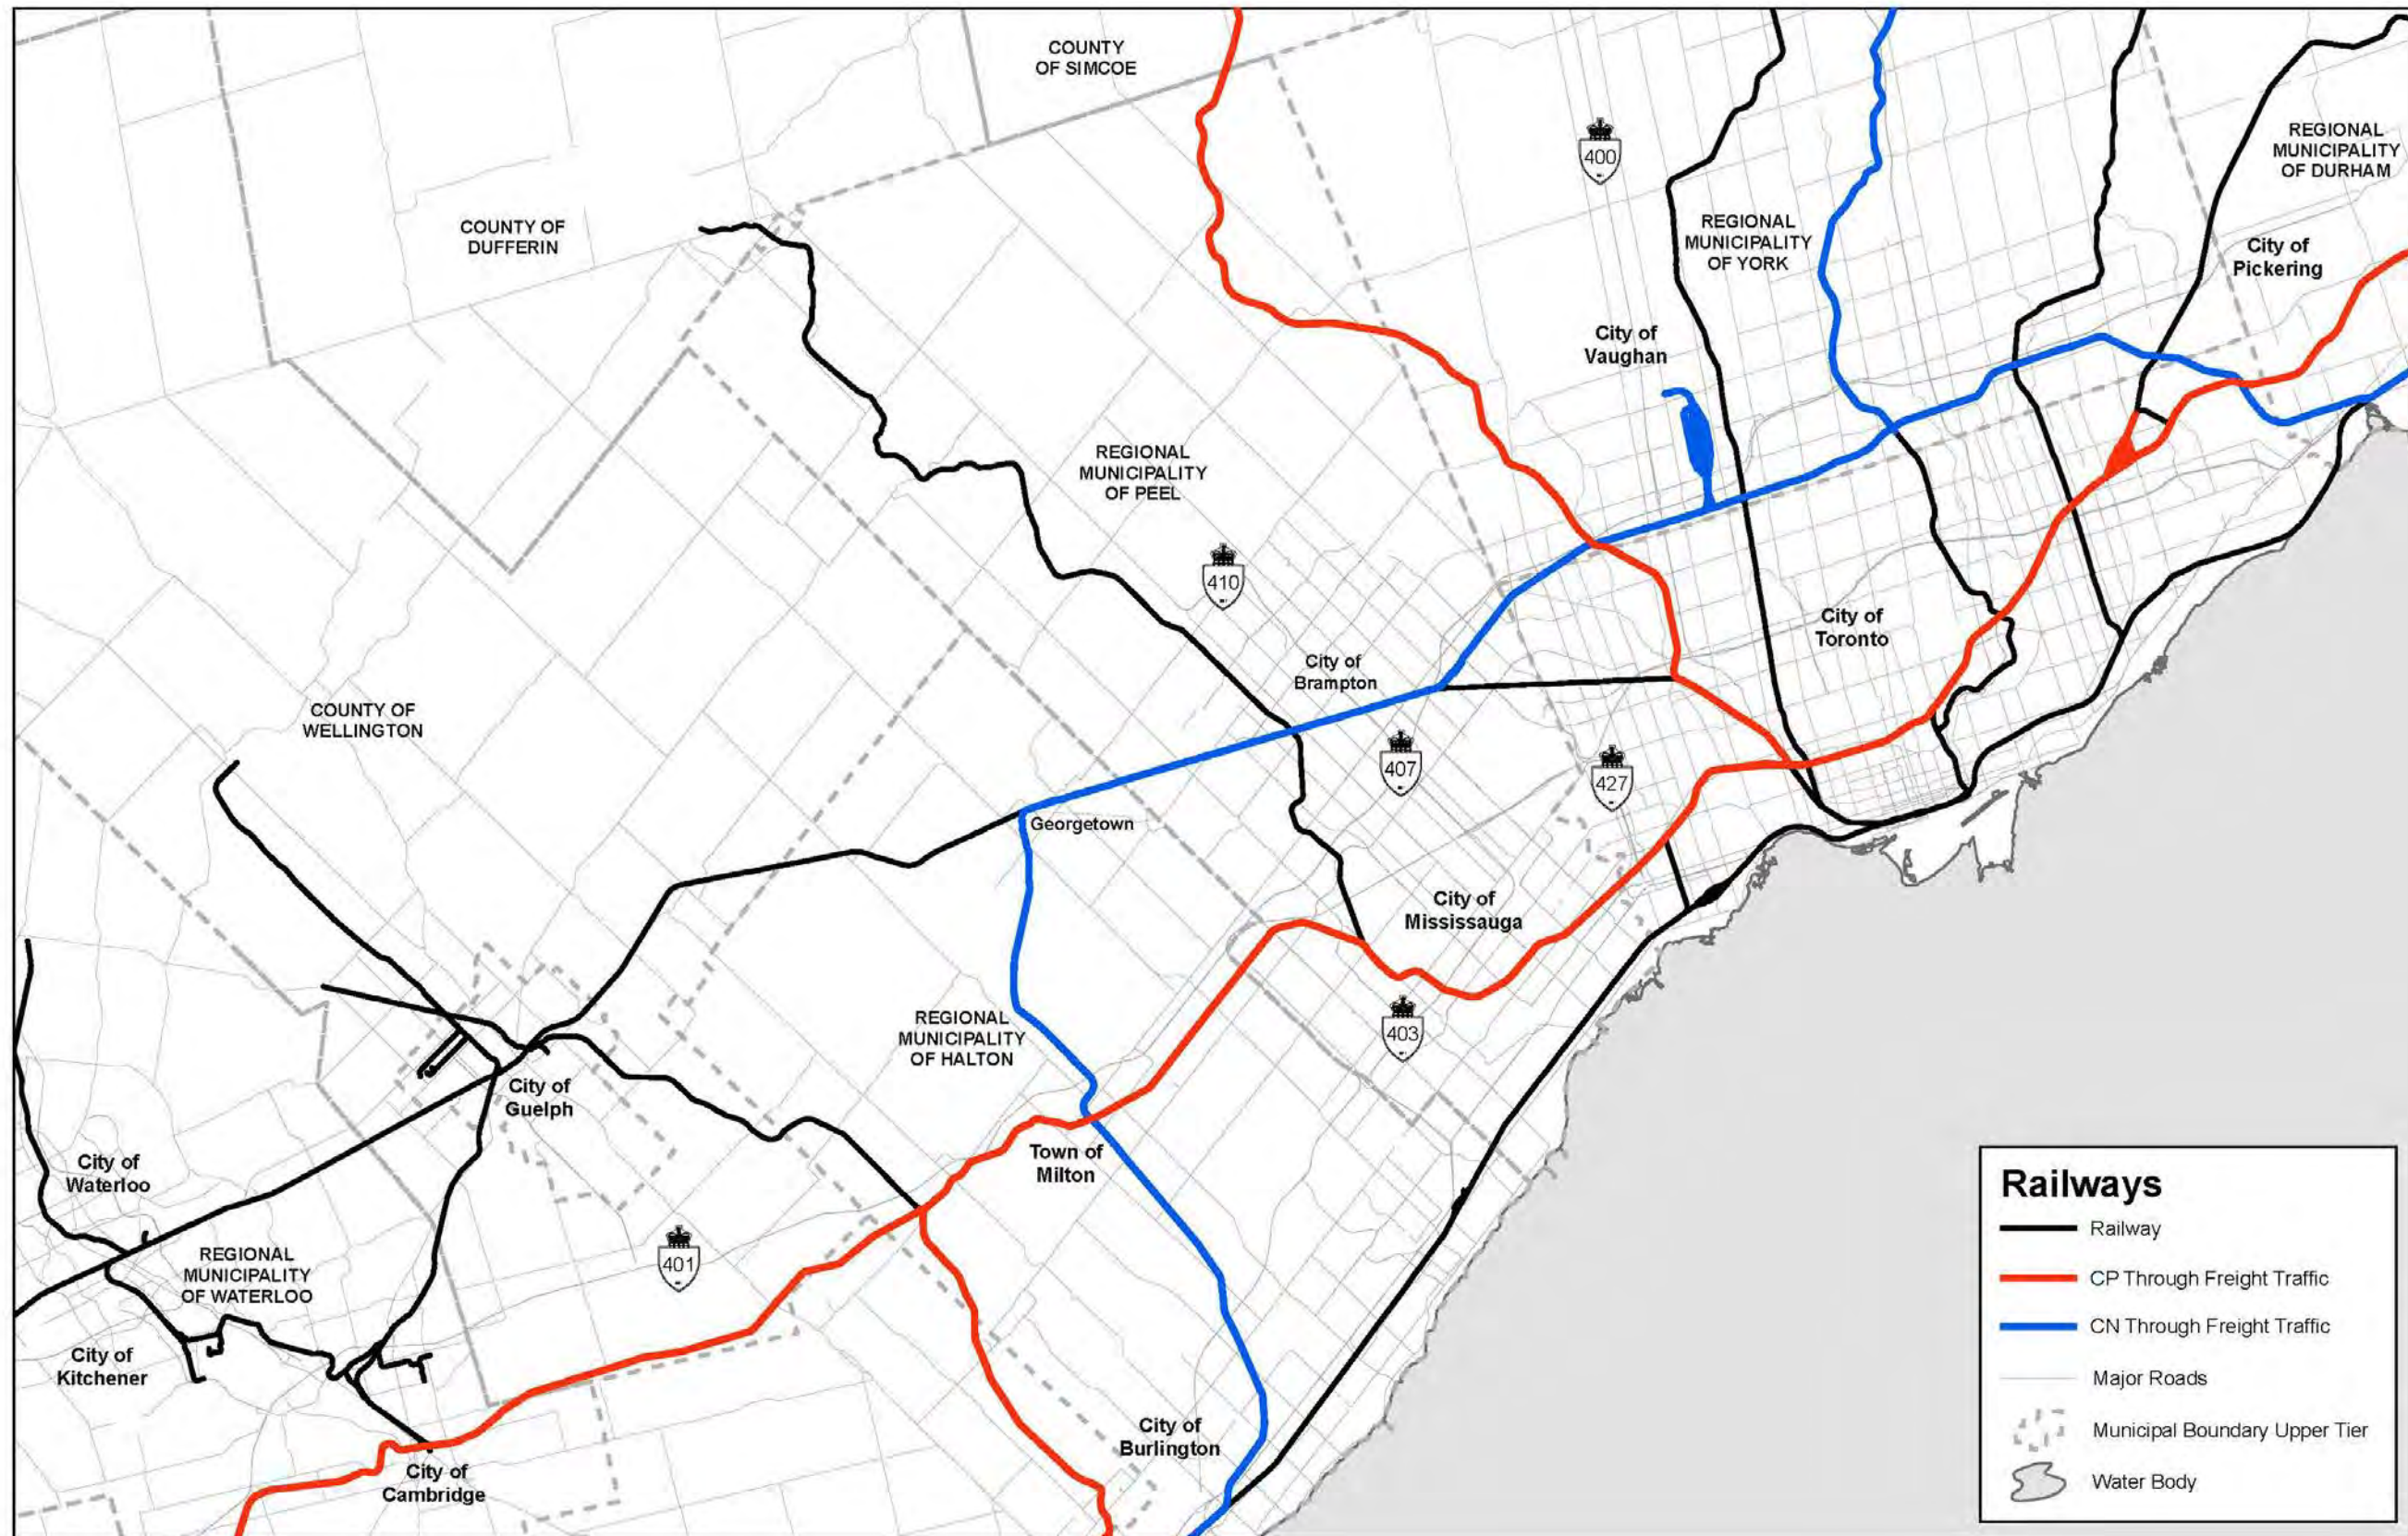 COUNTY
OF SIMCOE
400
REGIONAL
MUNICIPALITY
OF DURHAM
COUNTY OF
DUFFERIN
REGIONAL
MUNICIPALITY
OF YORK
City of
Pickering
City of
Vaughan
REGIONAL
MUNICIPALITY
OF PEEL
410
City of
Toronto
City of
Brampton
COUNTY OF
WELLINGTON
407
427
Georgetown
City of
Mississauga
REGIONAL
MUNICIPALITY
OF HALTON
403
City of
Guelph
Town of
Milton
City of
Waterloo
REGIONAL
MUNICIPALITY
OF WATERLOO
401
City of
Kitchener
City of
Burlington
City of
Cambridge
Railways
Railway
CP Through Freight Traffic
CN Through Freight Traffic
Major Roads
Municipal Boundary Upper Tier
Water Body